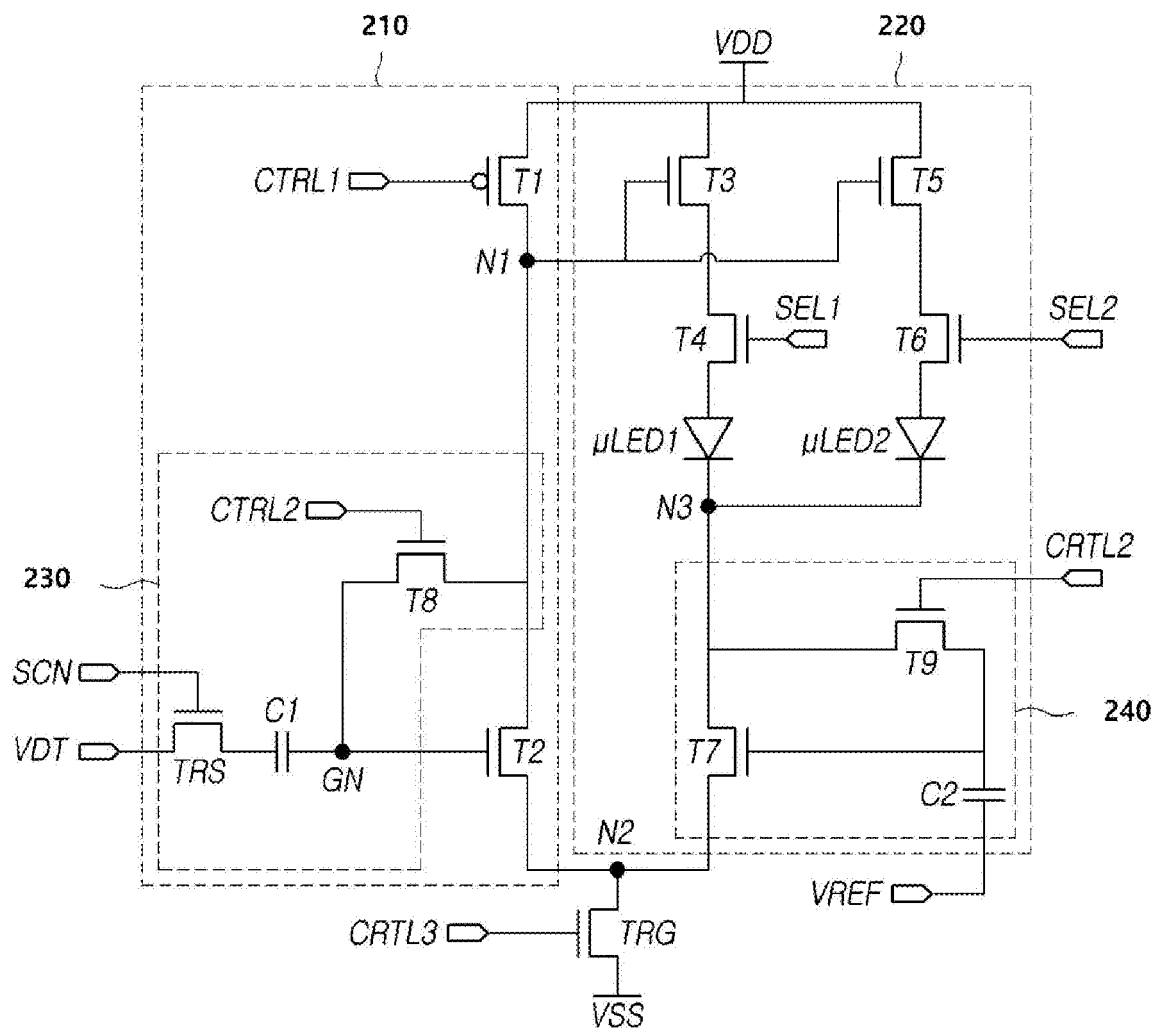 210
220
VDD
CTRL1
T1
T3
T5
N1
SEL1
SEL2
T4
T6
μLED1
μLED2
N3
CTRL2
CRTL2
230
T8
T9
SCN
C1
240
VDT
TRS
GN
T2
T7
C2
N2
VREF
CRTL3
TRG
VSS